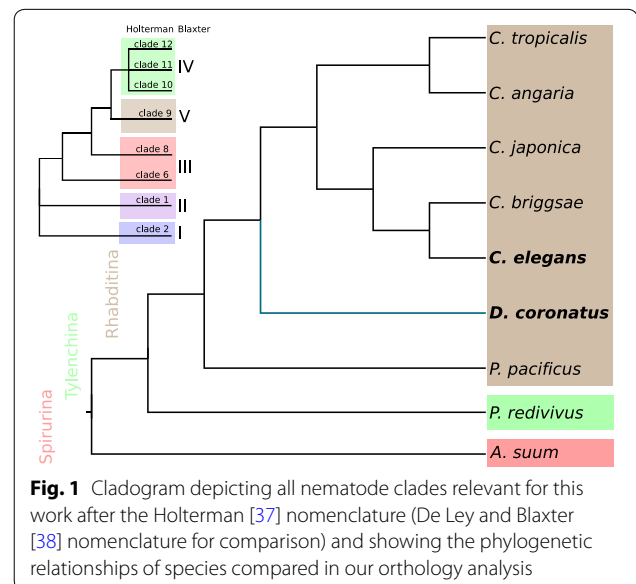 Holterman Blaxter
clade 12
clade 11
IV
clade 10
clade 9
V
clade 8
III
clade 6
clade 1
II
clade 2
I
Rhabditina
Tylenchina
Spirurina
C. tropicalis
C. angaria
C. japonica
C. briggsae
C. elegans
D. coronatus
P. pacificus
P. redivivus
A. suum
Fig. 1 Cladogram depicting all nematode clades relevant for this
work after the Holterman [37] nomenclature (De Ley and Blaxter
[38] nomenclature for comparison) and showing the phylogenetic
relationships of species compared in our orthology analysis